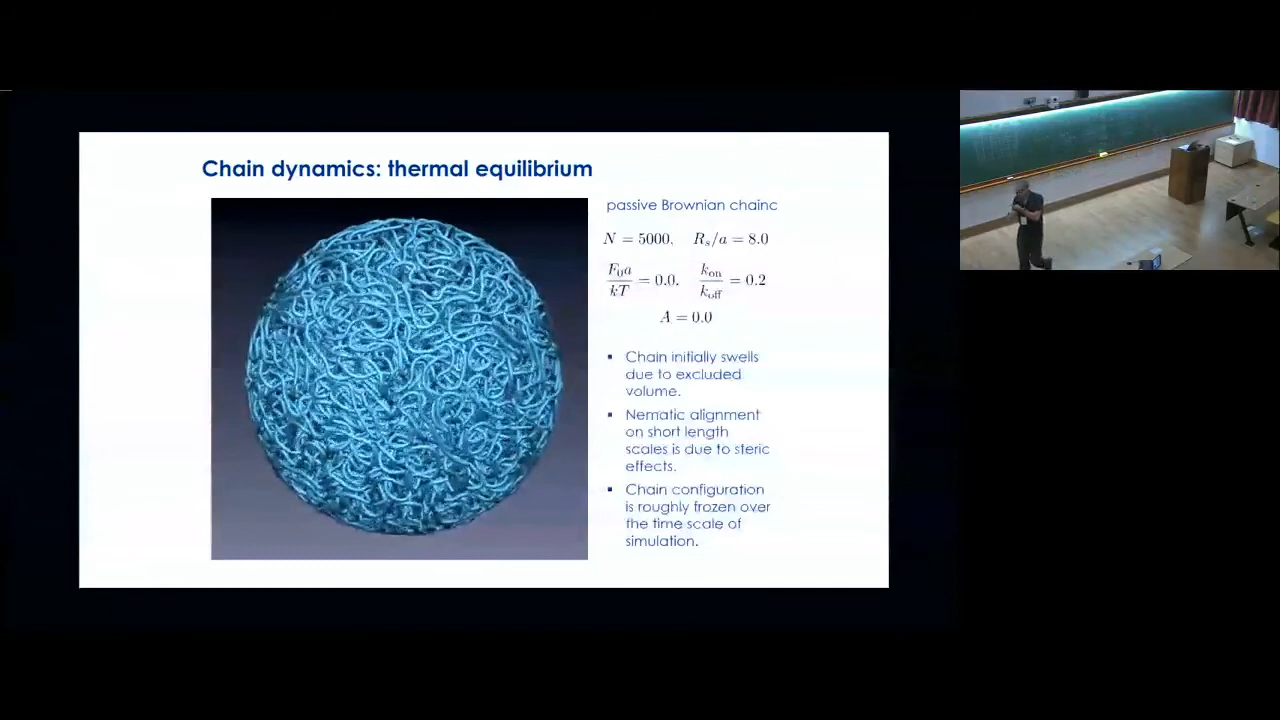 Chain dynamics: thermal equilibrium
passive Brownian chainc
N = 5000, R_s/a = 8.0
F_0 a / kT = 0.0. k_on / k_off = 0.2
A = 0.0
▪ Chain initially swells
due to excluded
volume.
▪ Nematic alignment
on short length
scales is due to steric
effects.
▪ Chain configuration
is roughly frozen over
the time scale of
simulation.